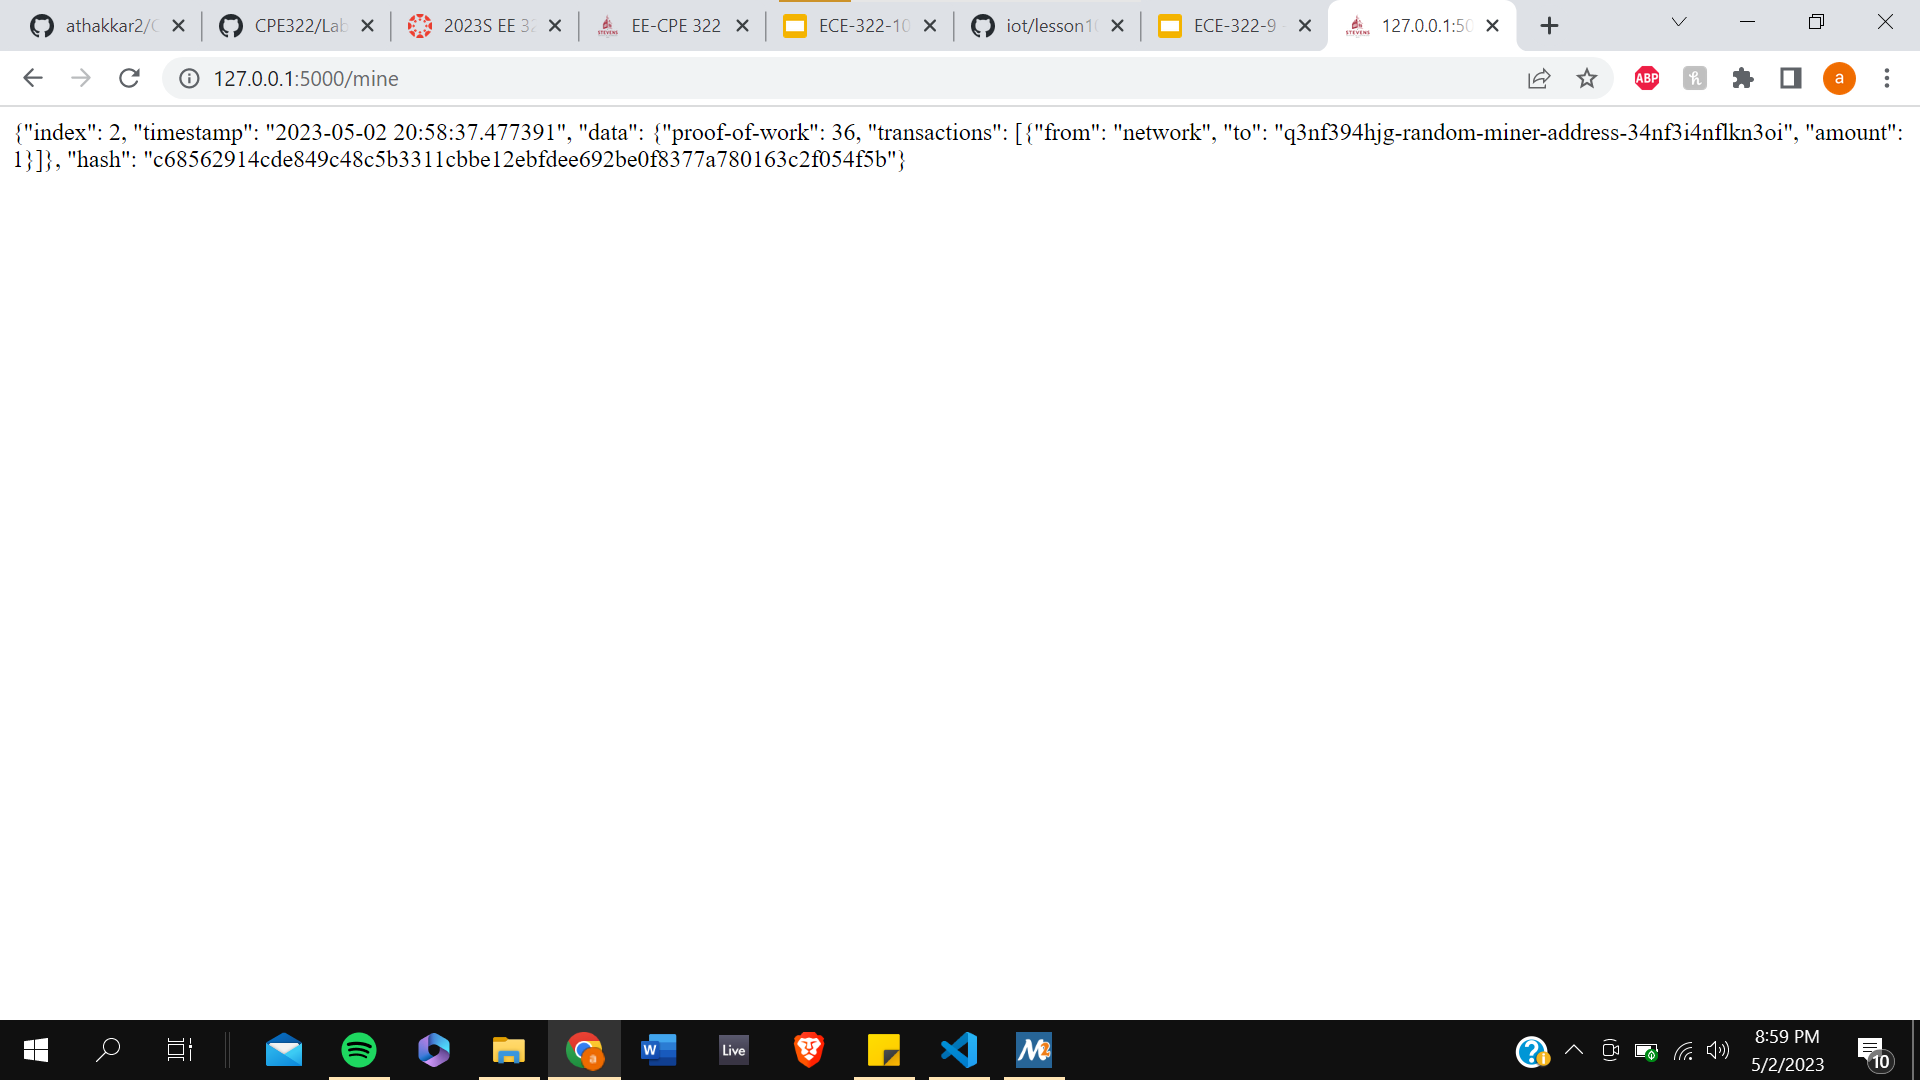 athakkar2/C
CPE322/Lab
2023S EE 32
EE-CPE 322
ECE-322-10
iot/lesson10
ECE-322-9 -
127.0.0.1:50
127.0.0.1:5000/mine
ABP
a
{"index": 2, "timestamp": "2023-05-02 20:58:37.477391", "data": {"proof-of-work": 36, "transactions": [{"from": "network", "to": "q3nf394hjg-random-miner-address-34nf3i4nflkn3oi", "amount":
1}]}, "hash": "c68562914cde849c48c5b3311cbbe12ebfdee692be0f8377a780163c2f054f5b"}
a
W
Live
M2
8:59 PM
5/2/2023
10